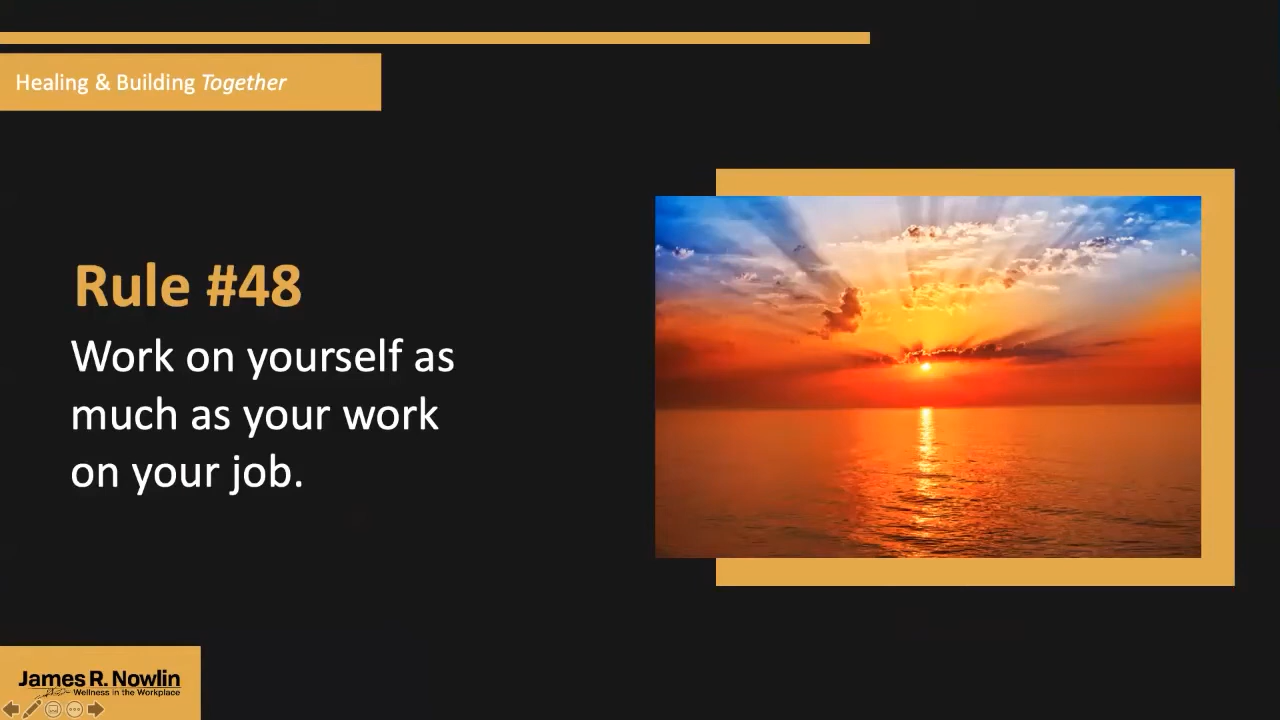 Healing & Building Together
Rule #48
Work on yourself as
much as your work
on your job.
James R. Nowlin
Wellness in the Workplace